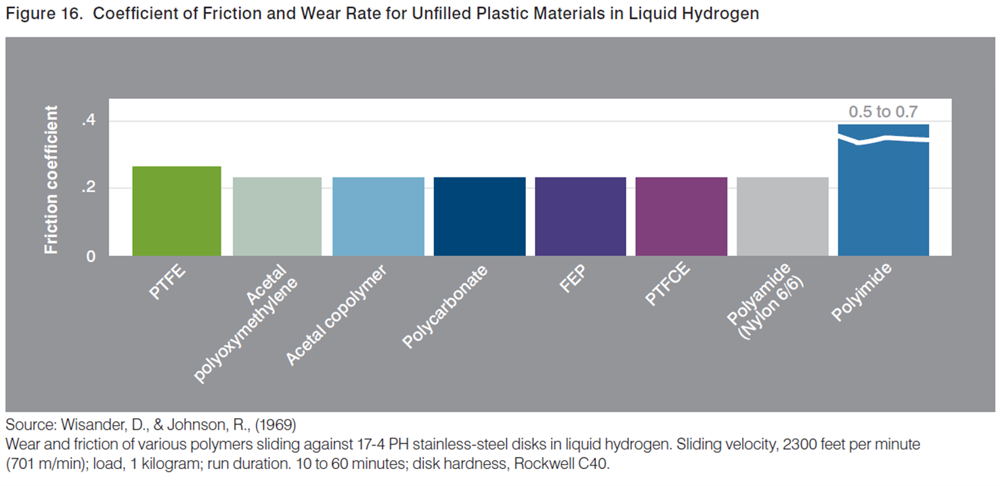 Figure 16.  Coefficient of Friction and Wear Rate for Unfilled Plastic Materials in Liquid Hydrogen
Friction coefficient
.4
.2
0
0.5 to 0.7
PTFE
Acetal
polyoxymethylene
Acetal copolymer
Polycarbonate
FEP
PTFCE
Polyamide
(Nylon 6/6)
Polyimide
Source: Wisander, D., & Johnson, R., (1969)
Wear and friction of various polymers sliding against 17-4 PH stainless-steel disks in liquid hydrogen. Sliding velocity, 2300 feet per minute
(701 m/min); load, 1 kilogram; run duration. 10 to 60 minutes; disk hardness, Rockwell C40.